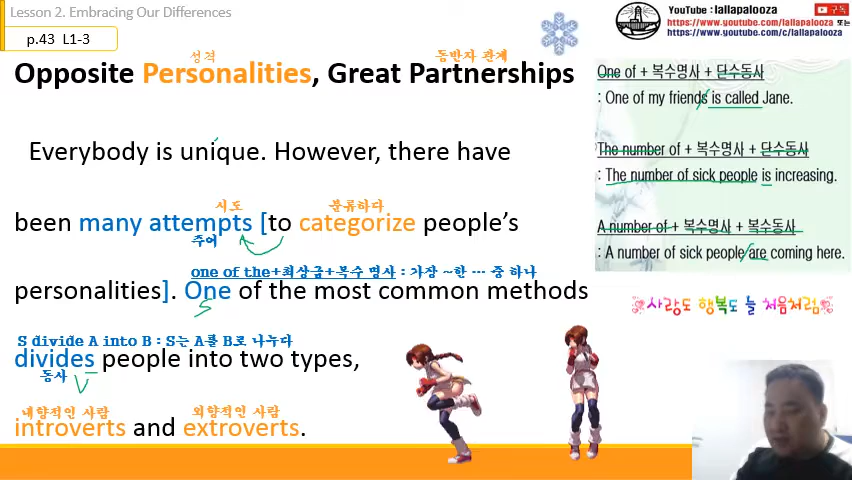 Lesson 2. Embracing Our Differences
p.43 L1-3
성격
동반자 관계
Opposite Personalities, Great Partnerships
Everybody is unique. However, there have
시도
분류하다
been many attempts [to categorize people's
주어
one of the+최상급+복수 명사 : 가장 ~한 … 중 하나
personalities]. One of the most common methods
S
S divide A into B : S는 A를 B로 나누다
divides people into two types,
동사
V
내향적인 사람
외향적인 사람
introverts and extroverts.
YouTube : lallapalooza
구독
https://www.youtube.com/lallapalooza 또는
https://www.youtube.com/c/lallapalooza
One of + 복수명사 + 단수동사
: One of my friends is called Jane.
The number of + 복수명사 + 단수동사
: The number of sick people is increasing.
A number of + 복수명사 + 복수동사
: A number of sick people are coming here.
사랑도 행복도 늘 처음처럼